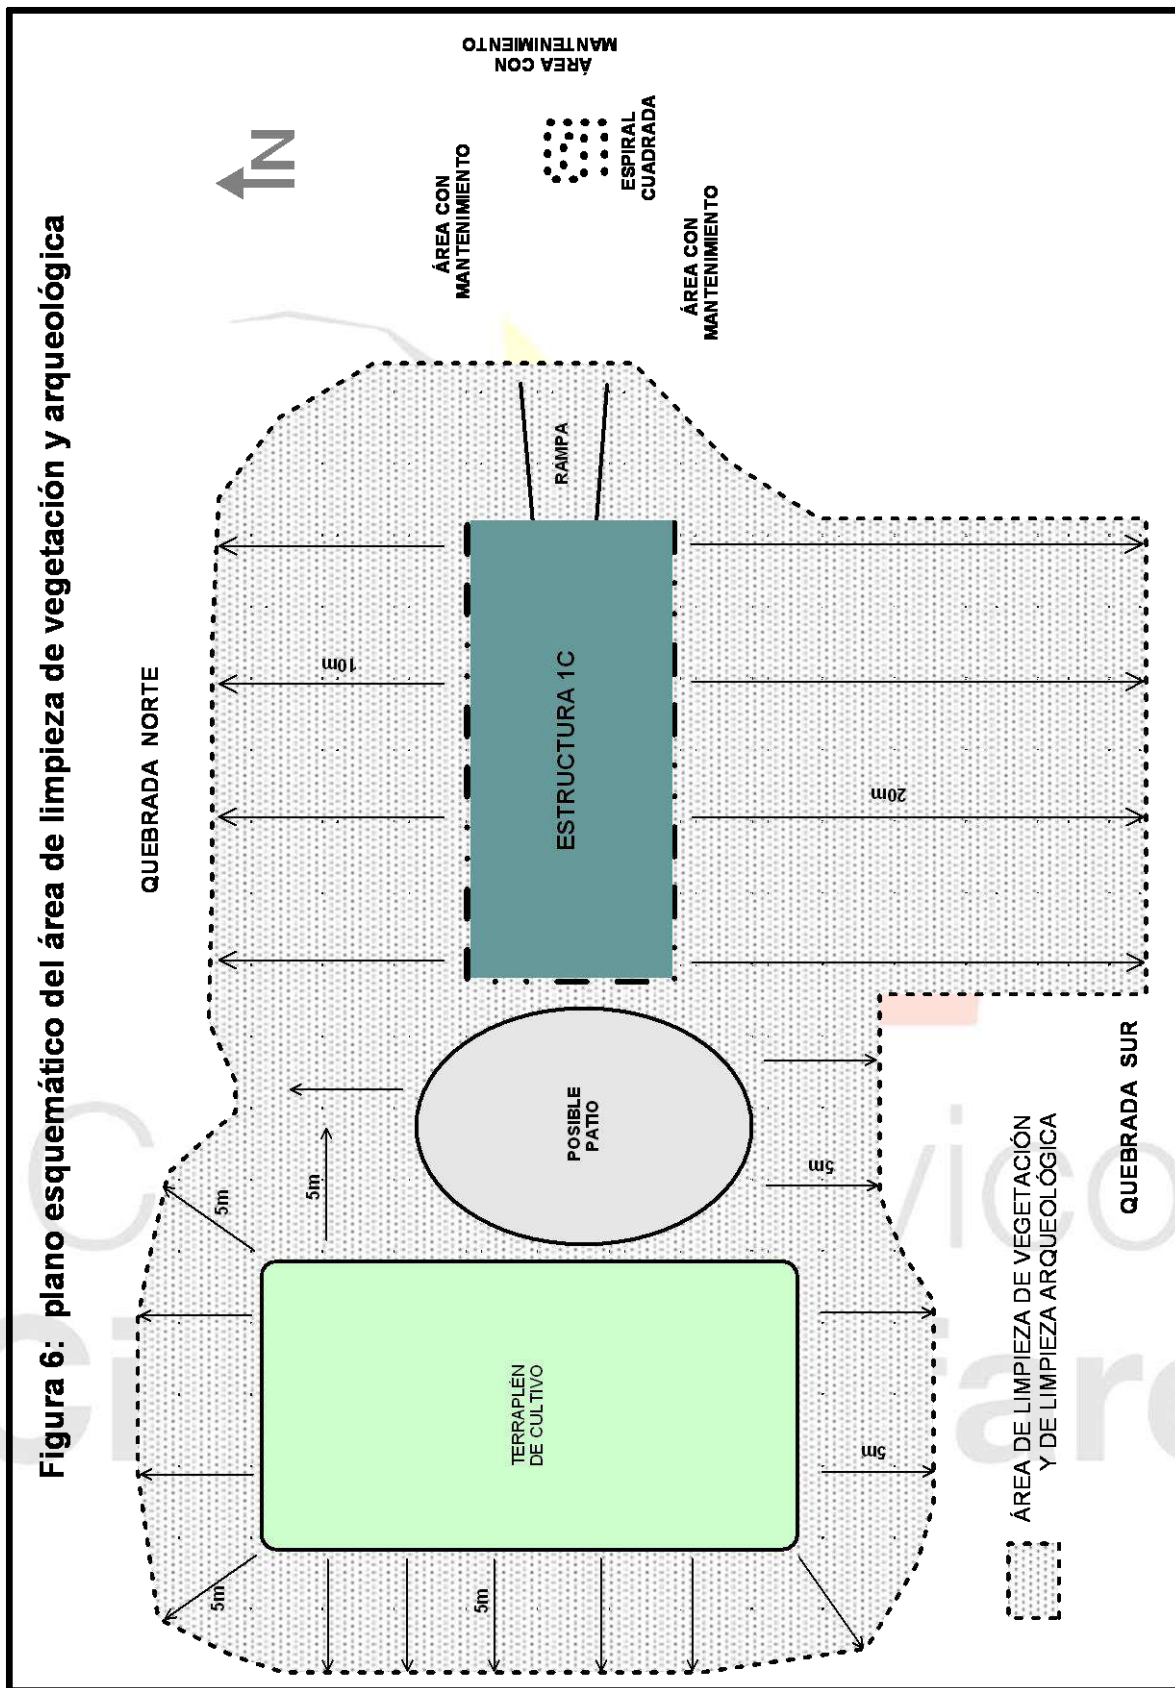 Figura 6: plano esquemático del área de limpieza de vegetación y arqueológica
N
QUEBRADA NORTE
ÁREA CON
MANTENIMIENTO
ÁREA CON
MANTENIMIENTO
ESPIRAL
CUADRADA
ÁREA CON
MANTENIMIENTO
5m
5m
5m
10m
RAMPA
ESTRUCTURA 1C
POSIBLE
PATIO
TERRAPLÉN
DE CULTIVO
5m
5m
5m
20m
QUEBRADA SUR
ÁREA DE LIMPIEZA DE VEGETACIÓN
Y DE LIMPIEZA ARQUEOLÓGICA